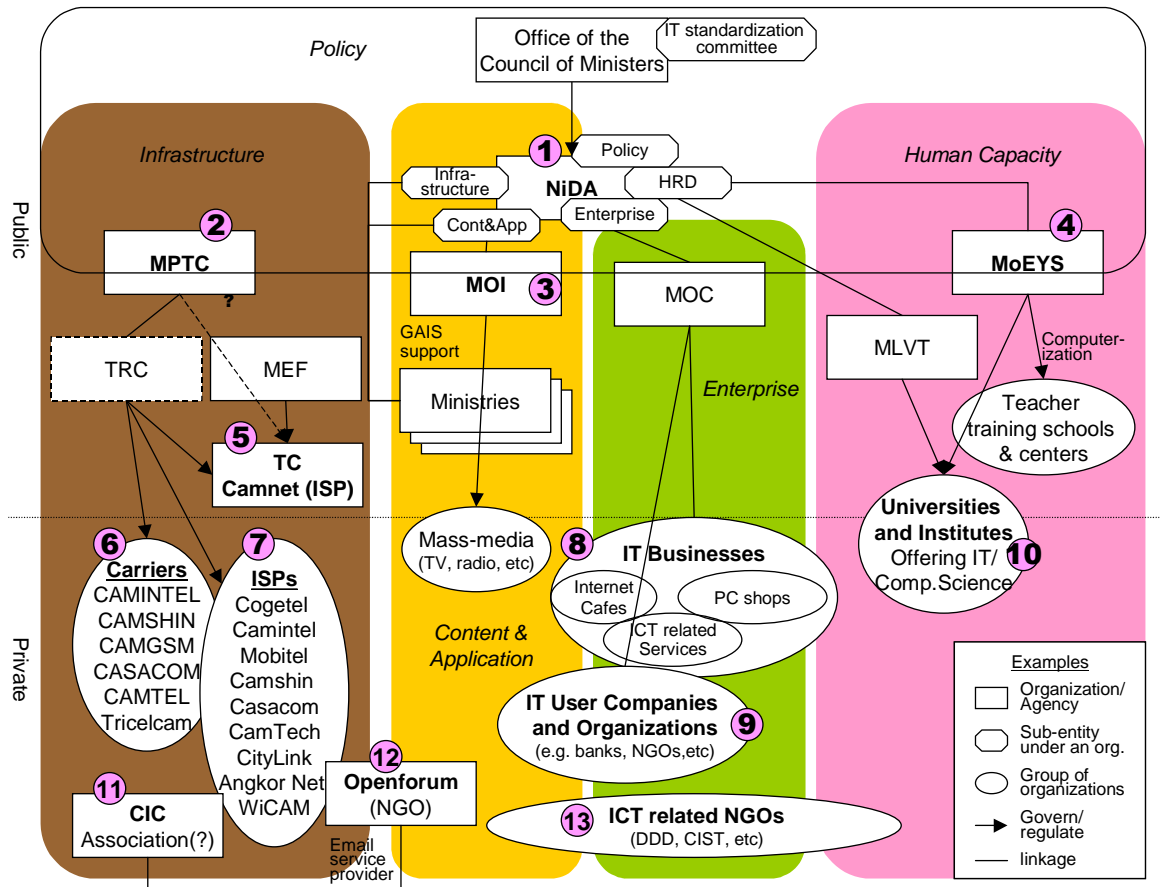 Policy
Office of the
Council of Ministers
IT standardization
committee
Infrastructure
Human Capacity
1
Policy
Infra-
structure
NiDA
HRD
Cont&App
Enterprise
Public
2
MPTC
?
MOI
3
MOC
4
MoEYS
TRC
MEF
GAIS
support
Ministries
Enterprise
MLVT
Computer-
ization
Teacher
training schools
& centers
5
TC
Camnet (ISP)
Universities
and Institutes
Offering IT/
Comp.Science
10
Private
6
Carriers
CAMINTEL
CAMSHIN
CAMGSM
CASACOM
CAMTEL
Tricelcam
7
ISPs
Cogetel
Camintel
Mobitel
Camshin
Casacom
CamTech
CityLink
Angkor Net
WiCAM
Mass-media
(TV, radio, etc)
8
IT Businesses
Internet
Cafes
PC shops
ICT related
Services
Content &
Application
IT User Companies
and Organizations
(e.g. banks, NGOs,etc)
9
11
CIC
Association(?)
12
Openforum
(NGO)
Email
service
provider
13
ICT related NGOs
(DDD, CIST, etc)
Examples
Organization/
Agency
Sub-entity
under an org.
Group of
organizations
Govern/
regulate
linkage